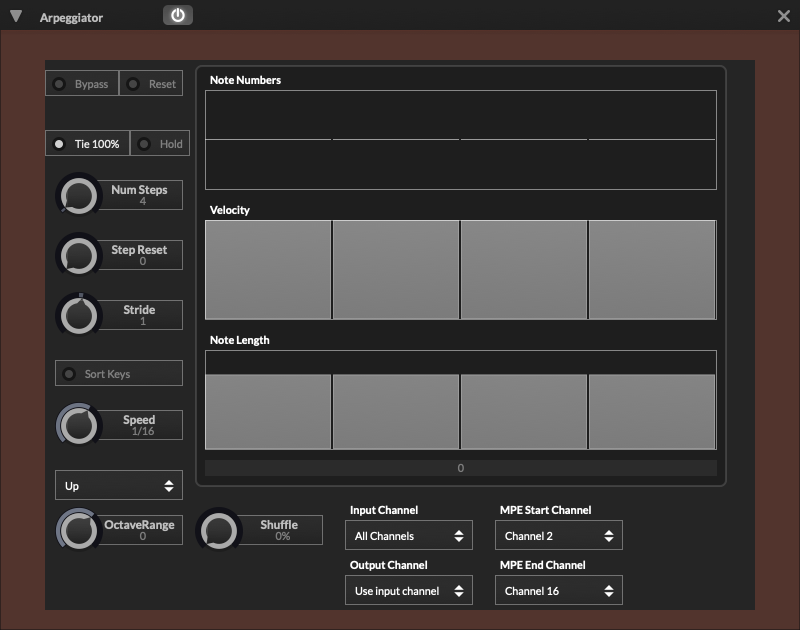 Arpeggiator
Bypass
Reset
Note Numbers
Tie 100%
Hold
Num Steps
4
Velocity
Step Reset
0
Stride
1
Note Length
Sort Keys
Speed
1/16
0
Up
OctaveRange
0
Shuffle
0%
Input Channel
All Channels
MPE Start Channel
Channel 2
Output Channel
Use input channel
MPE End Channel
Channel 16